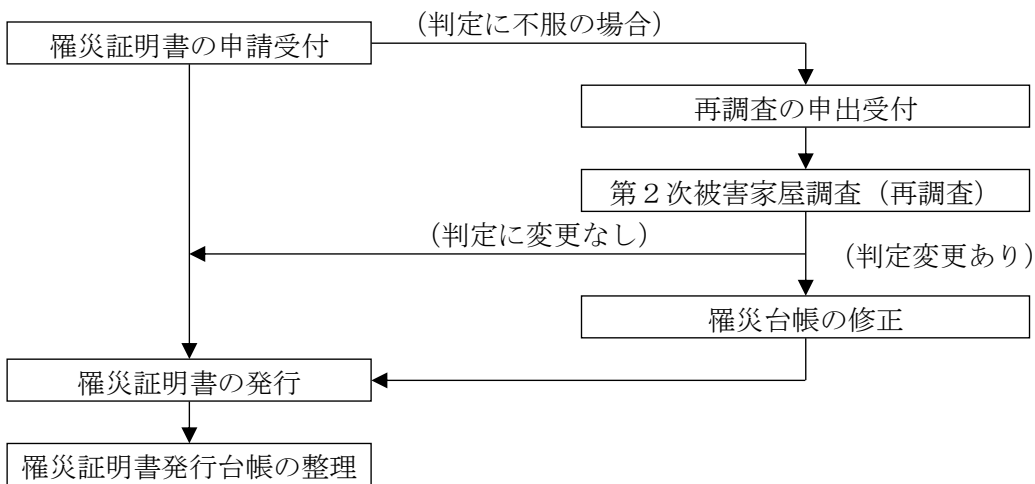 (判定に不服の場合)
罹災証明書の申請受付
再調査の申出受付
第2次被害家屋調査(再調査)
(判定に変更なし)
(判定変更あり)
罹災台帳の修正
罹災証明書の発行
罹災証明書発行台帳の整理